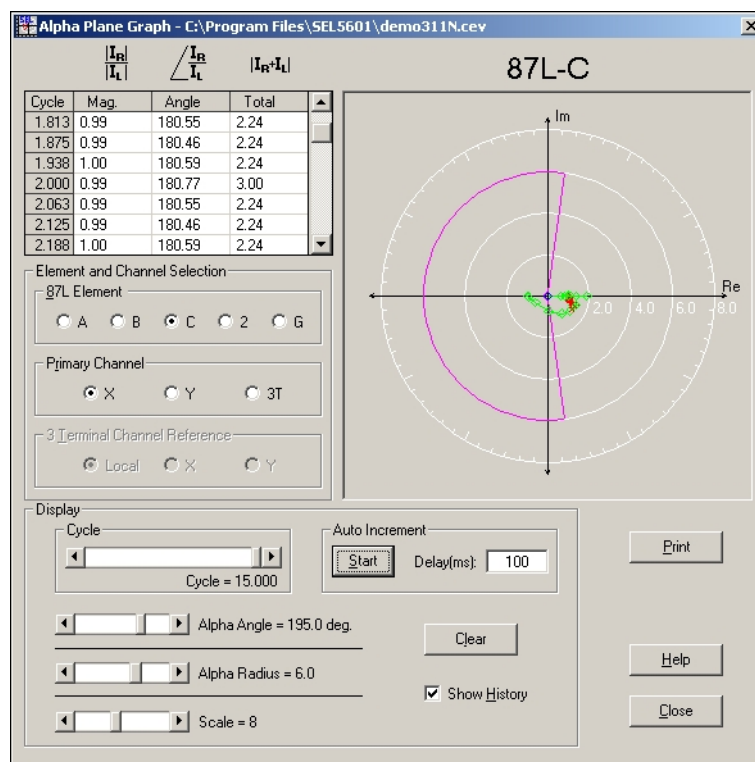 Alpha Plane Graph - C:\Program Files\SEL5601\demo311N.cev
|IR| / |IL| ∠ IR / IL |IR+IL|
87L-C
Cycle Mag. Angle Total
1.813 0.99 180.55 2.24
1.875 0.99 180.46 2.24
1.938 1.00 180.59 2.24
2.000 0.99 180.77 3.00
2.063 0.99 180.55 2.24
2.125 0.99 180.46 2.24
2.188 1.00 180.59 2.24
Im
Re
2.0 4.0 6.0 8.0
Element and Channel Selection
87L Element
A B C 2 G
Primary Channel
X Y 3T
3 Terminal Channel Reference
Local X Y
Display
Cycle
Cycle = 15.000
Auto Increment
Start Delay(ms): 100
Print
Alpha Angle = 195.0 deg.
Clear
Alpha Radius = 6.0
Help
Show History
Scale = 8
Close